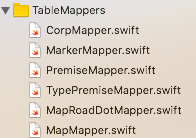 TableMappers
CorpMapper.swift
MarkerMapper.swift
PremiseMapper.swift
TypePremiseMapper.swift
MapRoadDotMapper.swift
MapMapper.swift